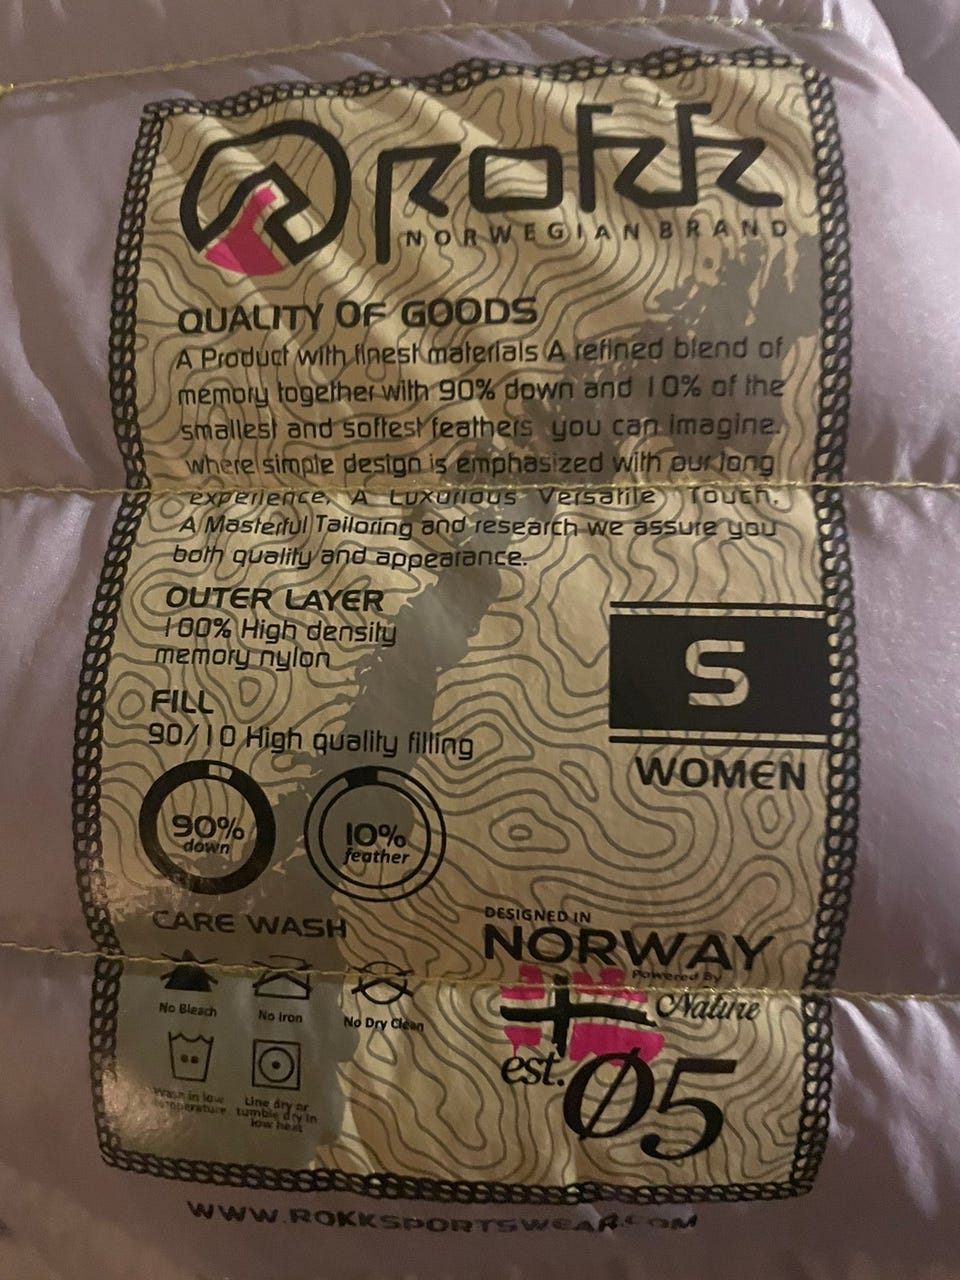 rokk
NORWEGIAN BRAND
QUALITY OF GOODS
A Product with finest materials A refined blend of
memory together with 90% down and 10% of the
smallest and softest feathers you can imagine.
where simple design is emphasized with our long
experience, A Luxurious Versatile Touch.
A Masterful Tailoring and research we assure you
both quality and appearance.
OUTER LAYER
100% High density
memory nylon
S
WOMEN
FILL
90/10 High quality filling
90%
down
10%
feather
CARE WASH
No Bleach
No Iron
No Dry Clean
Wash in low
temperature
Line dry or
tumble dry in
low heat
DESIGNED IN
NORWAY
Powered By
Nature
est. Ø5
WWW.ROKKSPORTSWEAR.COM